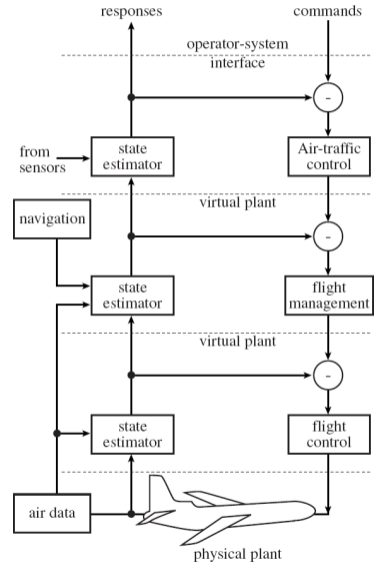 responses
commands
operator-system
interface
-
from
sensors
state
estimator
Air-traffic
control
virtual plant
navigation
-
state
estimator
flight
management
virtual plant
-
state
estimator
flight
control
air data
physical plant